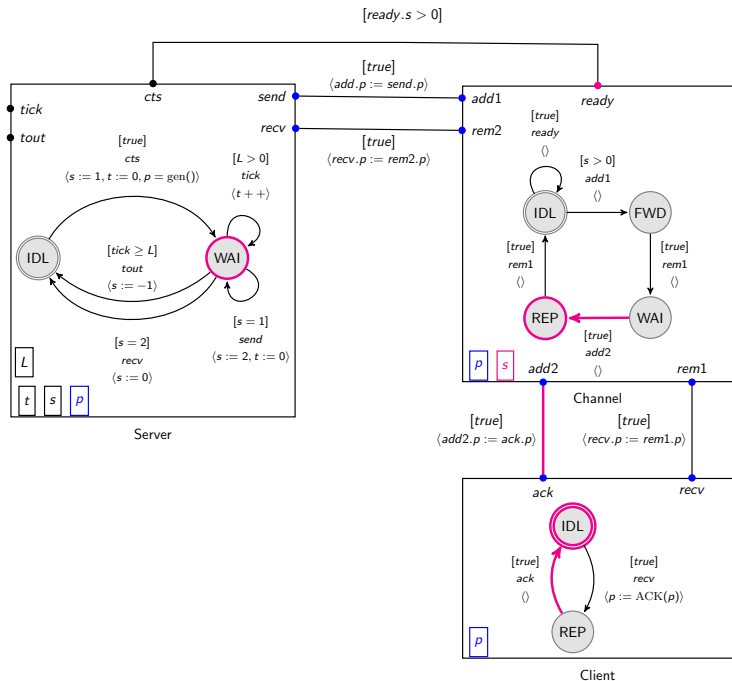 [ready.s > 0]
[true]
⟨add.p := send.p⟩
[true]
⟨recv.p := rem2.p⟩
cts
send
recv
tick
tout
[true]
cts
⟨s := 1, t := 0, p = gen()⟩
[L > 0]
tick
⟨t + +⟩
IDL
WAI
[tick ≥ L]
tout
⟨s := −1⟩
[s = 2]
recv
⟨s := 0⟩
[s = 1]
send
⟨s := 2, t := 0⟩
L
t
s
p
Server
add1
ready
rem2
[true]
ready
⟨⟩
[s > 0]
add1
⟨⟩
IDL
FWD
[true]
rem1
⟨⟩
[true]
rem1
⟨⟩
REP
WAI
[true]
add2
⟨⟩
p
s
add2
rem1
Channel
[true]
⟨add2.p := ack.p⟩
[true]
⟨recv.p := rem1.p⟩
ack
recv
IDL
[true]
ack
⟨⟩
[true]
recv
⟨p := ACK(p)⟩
REP
p
Client